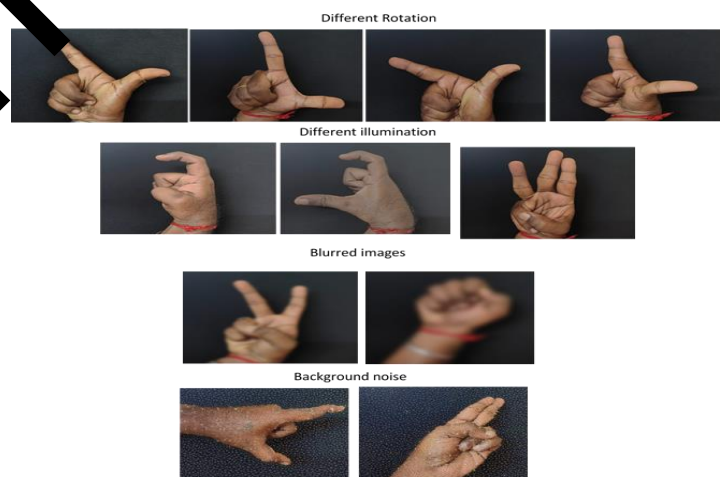 Different Rotation
Different illumination
Blurred images
Background noise